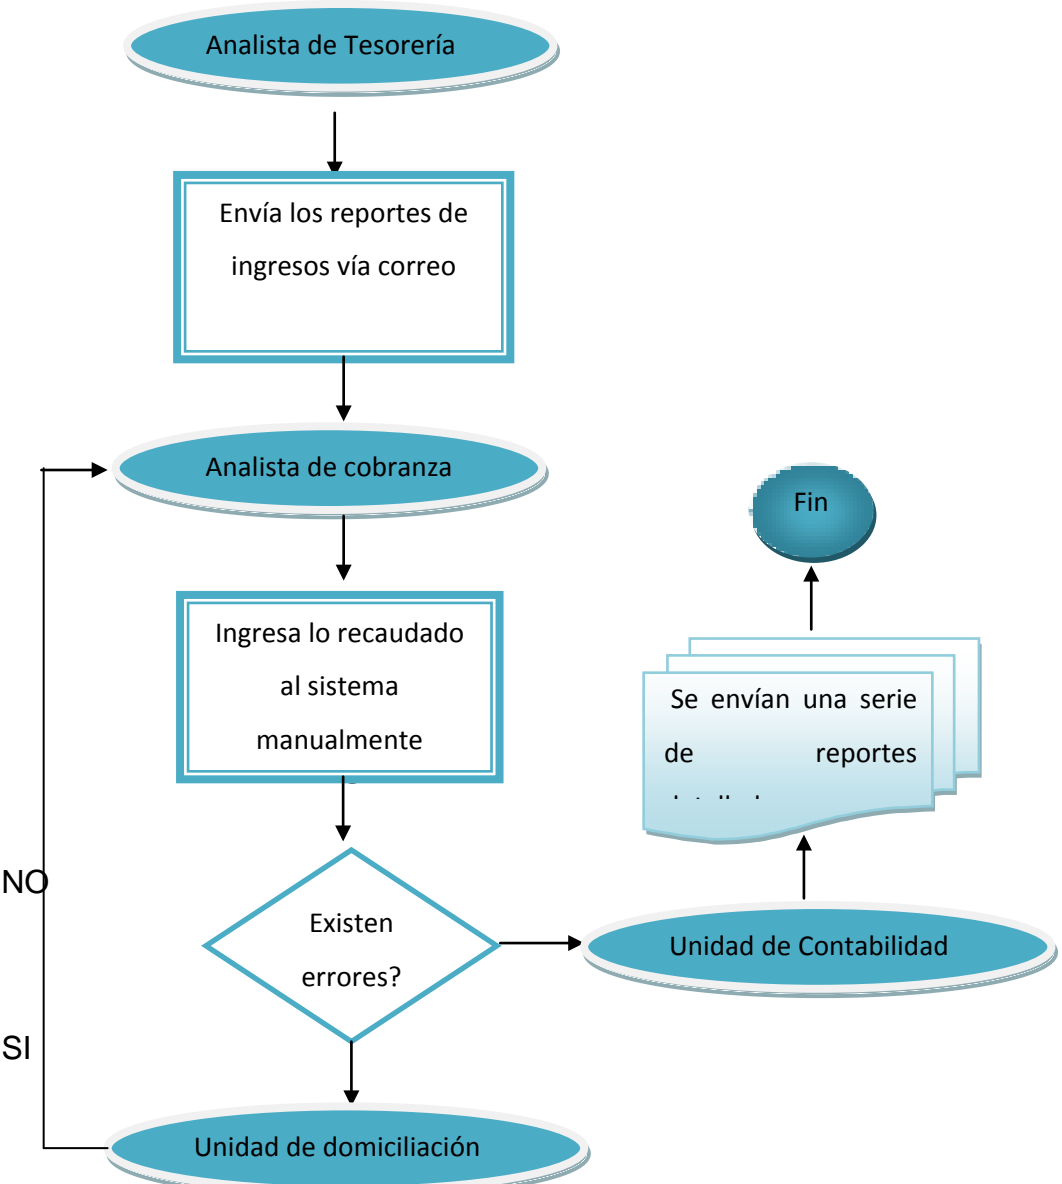 Analista de Tesorería
Envía los reportes de
ingresos vía correo
Analista de cobranza
Fin
Ingresa lo recaudado
al sistema
manualmente
Se envían una serie
de reportes
NO
Existen
errores?
Unidad de Contabilidad
SI
Unidad de domiciliación